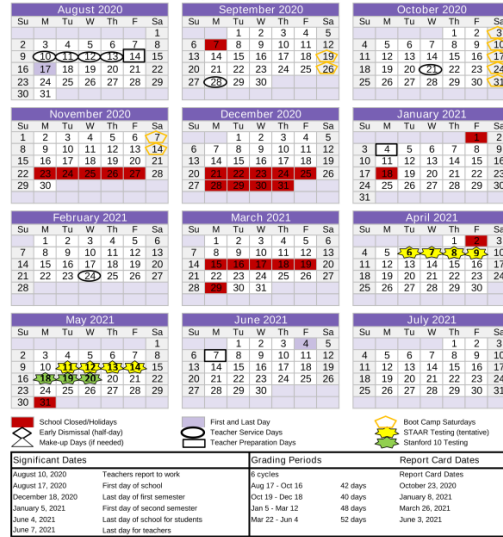 August 2020
Su M Tu W Th F Sa
1
2 3 4 5 6 7 8
9 10 11 12 13 14 15
16 17 18 19 20 21 22
23 24 25 26 27 28 29
30 31
September 2020
Su M Tu W Th F Sa
1 2 3 4 5
6 7 8 9 10 11 12
13 14 15 16 17 18 19
20 21 22 23 24 25 26
27 28 29 30
October 2020
Su M Tu W Th F Sa
1 2 3
4 5 6 7 8 9 10
11 12 13 14 15 16 17
18 19 20 21 22 23 24
25 26 27 28 29 30 31
November 2020
Su M Tu W Th F Sa
1 2 3 4 5 6 7
8 9 10 11 12 13 14
15 16 17 18 19 20 21
22 23 24 25 26 27 28
29 30
December 2020
Su M Tu W Th F Sa
1 2 3 4 5
6 7 8 9 10 11 12
13 14 15 16 17 18 19
20 21 22 23 24 25 26
27 28 29 30 31
January 2021
Su M Tu W Th F Sa
1 2
3 4 5 6 7 8 9
10 11 12 13 14 15 16
17 18 19 20 21 22 23
24 25 26 27 28 29 30
31
February 2021
Su M Tu W Th F Sa
1 2 3 4 5 6
7 8 9 10 11 12 13
14 15 16 17 18 19 20
21 22 23 24 25 26 27
28
March 2021
Su M Tu W Th F Sa
1 2 3 4 5 6
7 8 9 10 11 12 13
14 15 16 17 18 19 20
21 22 23 24 25 26 27
28 29 30 31
April 2021
Su M Tu W Th F Sa
1 2 3
4 5 6 7 8 9 10
11 12 13 14 15 16 17
18 19 20 21 22 23 24
25 26 27 28 29 30
May 2021
Su M Tu W Th F Sa
1
2 3 4 5 6 7 8
9 10 11 12 13 14 15
16 18 19 20 20 21 22
23 24 25 26 27 28 29
30 31
June 2021
Su M Tu W Th F Sa
1 2 3 4 5
6 7 8 9 10 11 12
13 14 15 16 17 18 19
20 21 22 23 24 25 26
27 28 29 30
July 2021
Su M Tu W Th F Sa
1 2 3
4 5 6 7 8 9 10
11 12 13 14 15 16 17
18 19 20 21 22 23 24
25 26 27 28 29 30 31
School Closed/Holidays
Early Dismissal (half-day)
Make-up Days (if needed)
First and Last Day
Teacher Service Days
Teacher Preparation Days
Boot Camp Saturdays
STAAR Testing (tentative)
Stanford 10 Testing
Significant Dates
August 10, 2020 Teachers report to work
August 17, 2020 First day of school
December 18, 2020 Last day of first semester
January 5, 2021 First day of second semester
June 4, 2021 Last day of school for students
June 7, 2021 Last day for teachers
Grading Periods Report Card Dates
6 cycles Report Card Dates
Aug 17 - Oct 16 42 days October 23, 2020
Oct 19 - Dec 18 40 days January 8, 2021
Jan 5 - Mar 12 48 days March 26, 2021
Mar 22 - Jun 4 52 days June 3, 2021